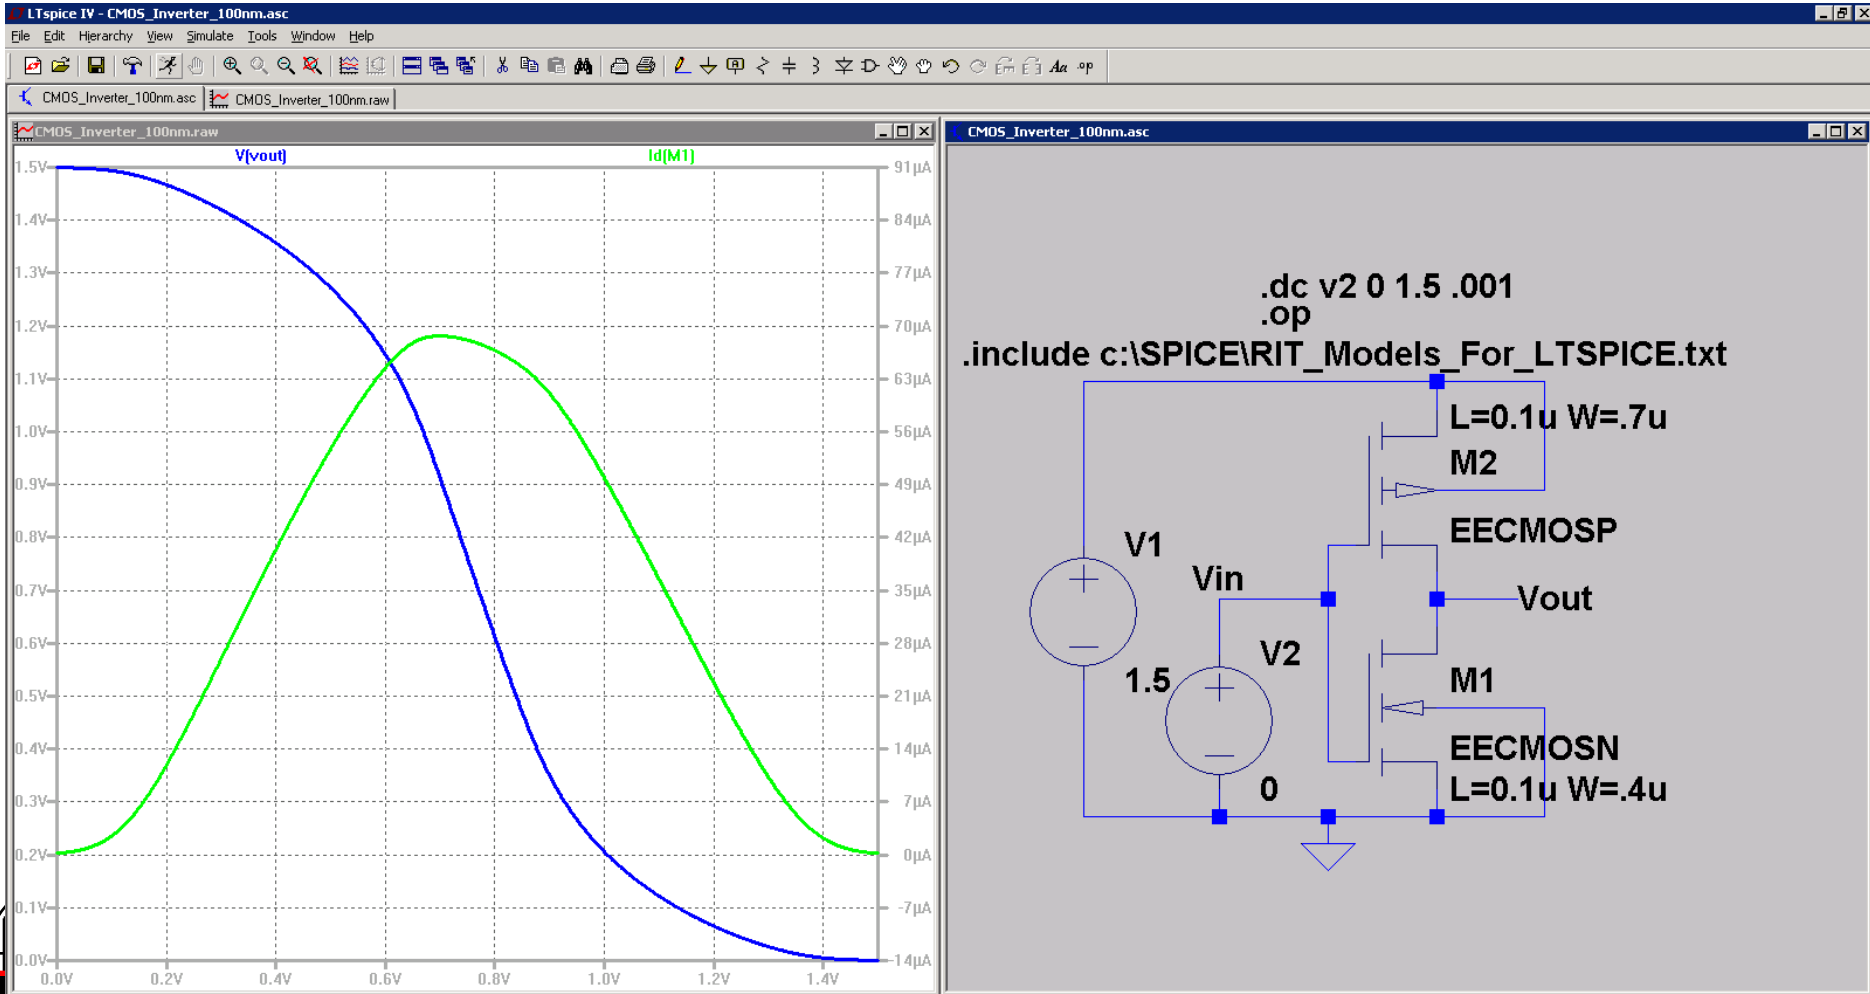 LTspice IV - CMOS_Inverter_100nm.asc
File Edit Hierarchy View Simulate Tools Window Help
Aa .op
CMOS_Inverter_100nm.asc CMOS_Inverter_100nm.raw
CMOS_Inverter_100nm.raw
V(vout) Id(M1)
1.5V 91µA
1.4V 84µA
1.3V 77µA
1.2V 70µA
1.1V 63µA
1.0V 56µA
0.9V 49µA
0.8V 42µA
0.7V 35µA
0.6V 28µA
0.5V 21µA
0.4V 14µA
0.3V 7µA
0.2V 0µA
0.1V -7µA
0.0V -14µA
0.0V 0.2V 0.4V 0.6V 0.8V 1.0V 1.2V 1.4V
CMOS_Inverter_100nm.asc
.dc v2 0 1.5 .001
.op
.include c:\SPICE\RIT_Models_For_LTSPICE.txt
L=0.1u W=.7u
M2
EECMOSP
V1
Vin
Vout
V2
1.5
M1
EECMOSN
0
L=0.1u W=.4u